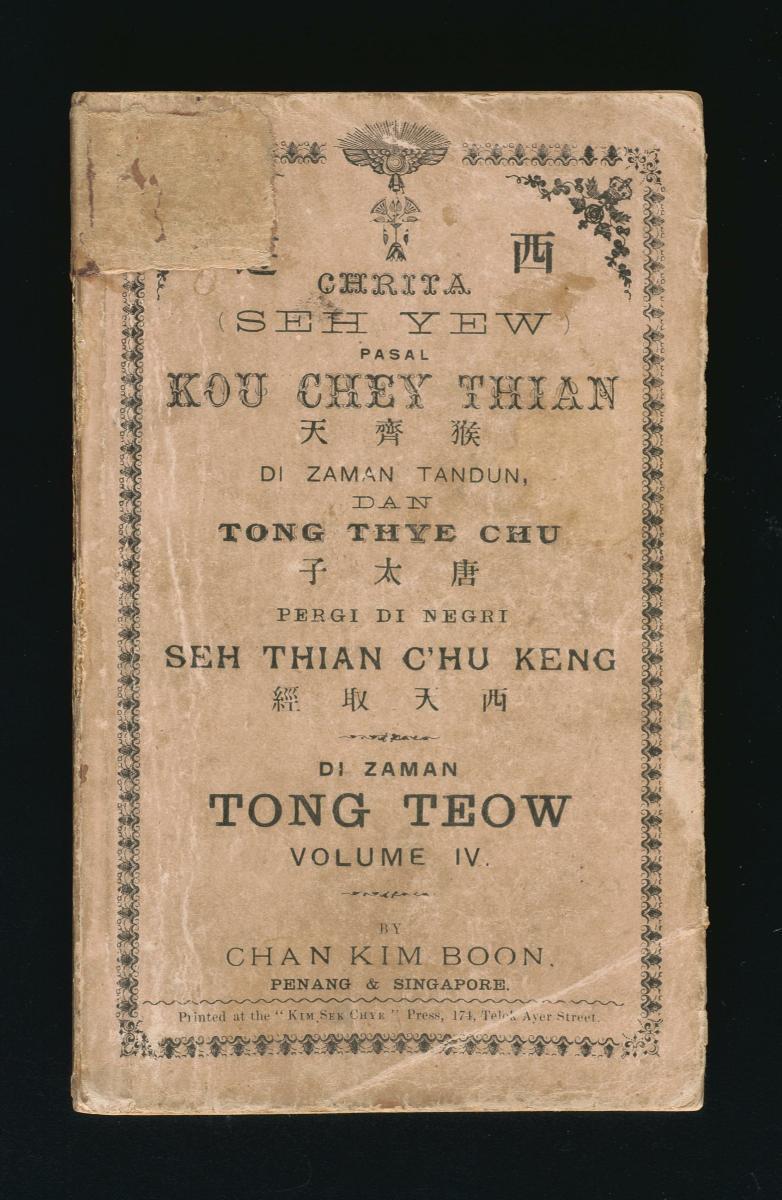 西
CHRITA
(SEH YEW)
PASAL
KOU CHEY THIAN
猴齊天
DI ZAMAN TANDUN,
DAN
TONG THYE CHU
唐太子
PERGI DI NEGRI
SEH THIAN C'HU KENG
西天取經
DI ZAMAN
TONG TEOW
VOLUME IV.
BY
CHAN KIM BOON.
PENANG & SINGAPORE.
Printed at the "KIM SEK CHYE" Press, 174, Telok Ayer Street.